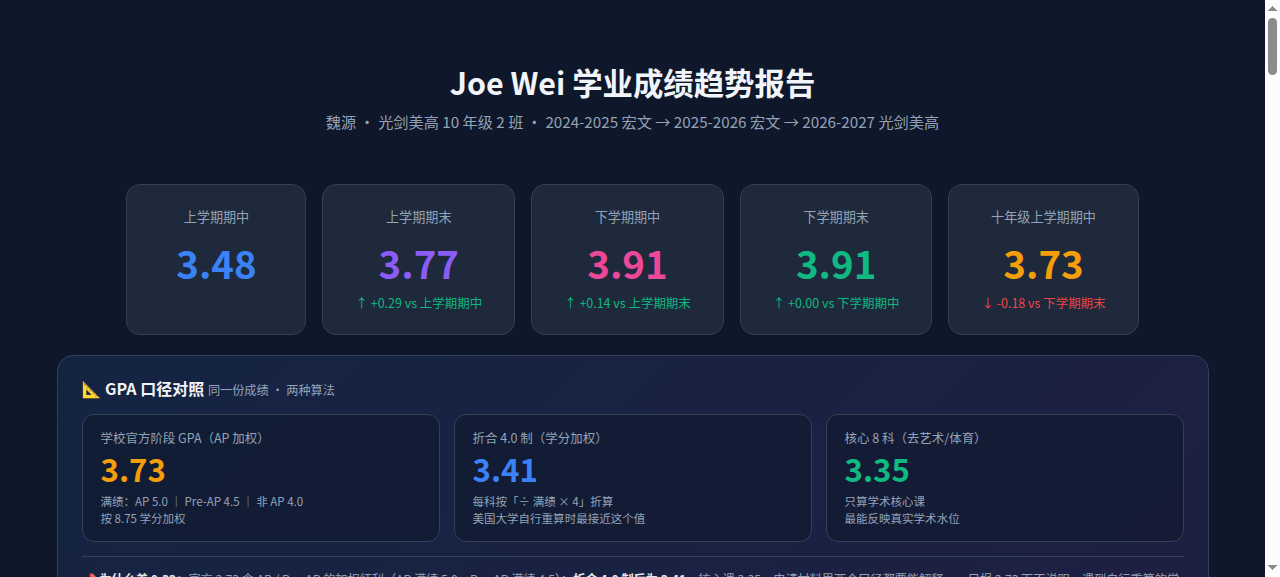 Joe Wei 学业成绩趋势报告
魏源 · 光剑美高 10 年级 2 班 · 2024-2025 宏文 → 2025-2026 宏文 → 2026-2027 光剑美高
上学期期中
3.48
上学期期末
3.77
↑ +0.29 vs 上学期期中
下学期期中
3.91
↑ +0.14 vs 上学期期末
下学期期末
3.91
↑ +0.00 vs 下学期期中
十年级上学期期中
3.73
↓ -0.18 vs 下学期期末
📐 GPA 口径对照 同一份成绩 · 两种算法
学校官方阶段 GPA（AP 加权）
3.73
满绩：AP 5.0 ｜ Pre-AP 4.5 ｜ 非 AP 4.0
按 8.75 学分加权
折合 4.0 制（学分加权）
3.41
每科按「÷ 满绩 × 4」折算
美国大学自行重算时最接近这个值
核心 8 科（去艺术/体育）
3.35
只算学术核心课
最能反映真实学术水位